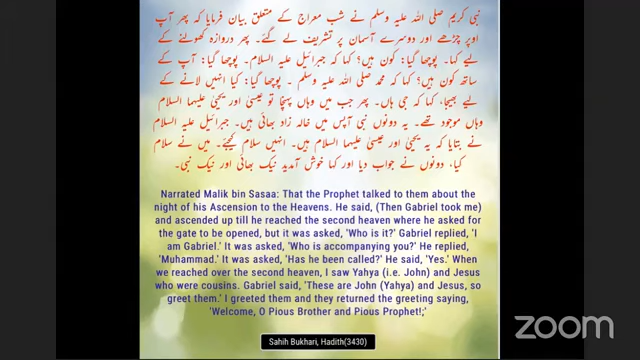 نبی کریم صلی اللہ علیہ وسلم نے شب معراج کے متعلق بیان فرمایا کہ پھر آپ
اوپر چڑھے اور دوسرے آسمان پر تشریف لے گئے۔ پھر دروازہ کھولنے کے
لیے کہا۔ پوچھا گیا: کون ہیں؟ کہا کہ جبرائیل علیہ السلام۔ پوچھا گیا: آپ کے
ساتھ کون ہیں؟ کہا کہ محمد صلی اللہ علیہ وسلم ۔ پوچھا گیا: کیا انہیں لانے کے
لیے بھیجا، کہا کہ جی ہاں۔ پھر جب میں وہاں پہنچا تو عیسیٰ اور یحییٰ علیہما السلام
وہاں موجود تھے۔ یہ دونوں نبی آپس میں خالہ زاد بھائی ہیں۔ جبرائیل علیہ السلام
نے بتایا کہ یہ یحییٰ اور عیسیٰ علیہما السلام ہیں۔ انہیں سلام کیجئے۔ میں نے سلام
کیا، دونوں نے جواب دیا اور کہا خوش آمدید نیک بھائی اور نیک نبی۔
Narrated Malik bin Sasaa: That the Prophet talked to them about the
night of his Ascension to the Heavens. He said, (Then Gabriel took me)
and ascended up till he reached the second heaven where he asked for
the gate to be opened, but it was asked, 'Who is it?' Gabriel replied, 'I
am Gabriel.' It was asked, 'Who is accompanying you?' He replied,
'Muhammad.' It was asked, 'Has he been called?' He said, 'Yes.' When
we reached over the second heaven, I saw Yahya (i.e. John) and Jesus
who were cousins. Gabriel said, 'These are John (Yahya) and Jesus, so
greet them.' I greeted them and they returned the greeting saying,
'Welcome, O Pious Brother and Pious Prophet!;'
Sahih Bukhari, Hadith(3430)
zoom